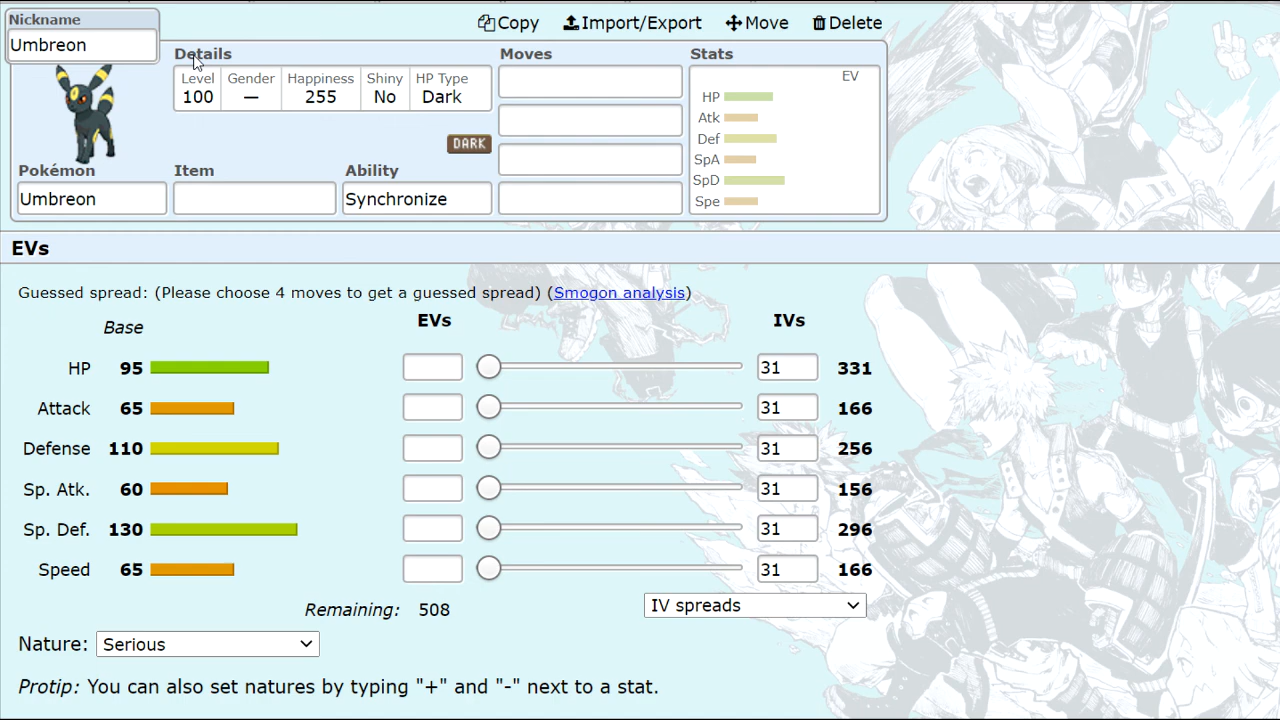 Nickname
Umbreon
Copy Import/Export Move Delete
Details
Level Gender Happiness Shiny HP Type
100 — 255 No Dark
DARK
Pokémon Item Ability
Umbreon Synchronize
Moves
Stats
EV
HP
Atk
Def
SpA
SpD
Spe
EVs
Guessed spread: (Please choose 4 moves to get a guessed spread) (Smogon analysis)
Base EVs IVs
HP 95 31 331
Attack 65 31 166
Defense 110 31 256
Sp. Atk. 60 31 156
Sp. Def. 130 31 296
Speed 65 31 166
Remaining: 508 IV spreads
Nature: Serious
Protip: You can also set natures by typing "+" and "-" next to a stat.